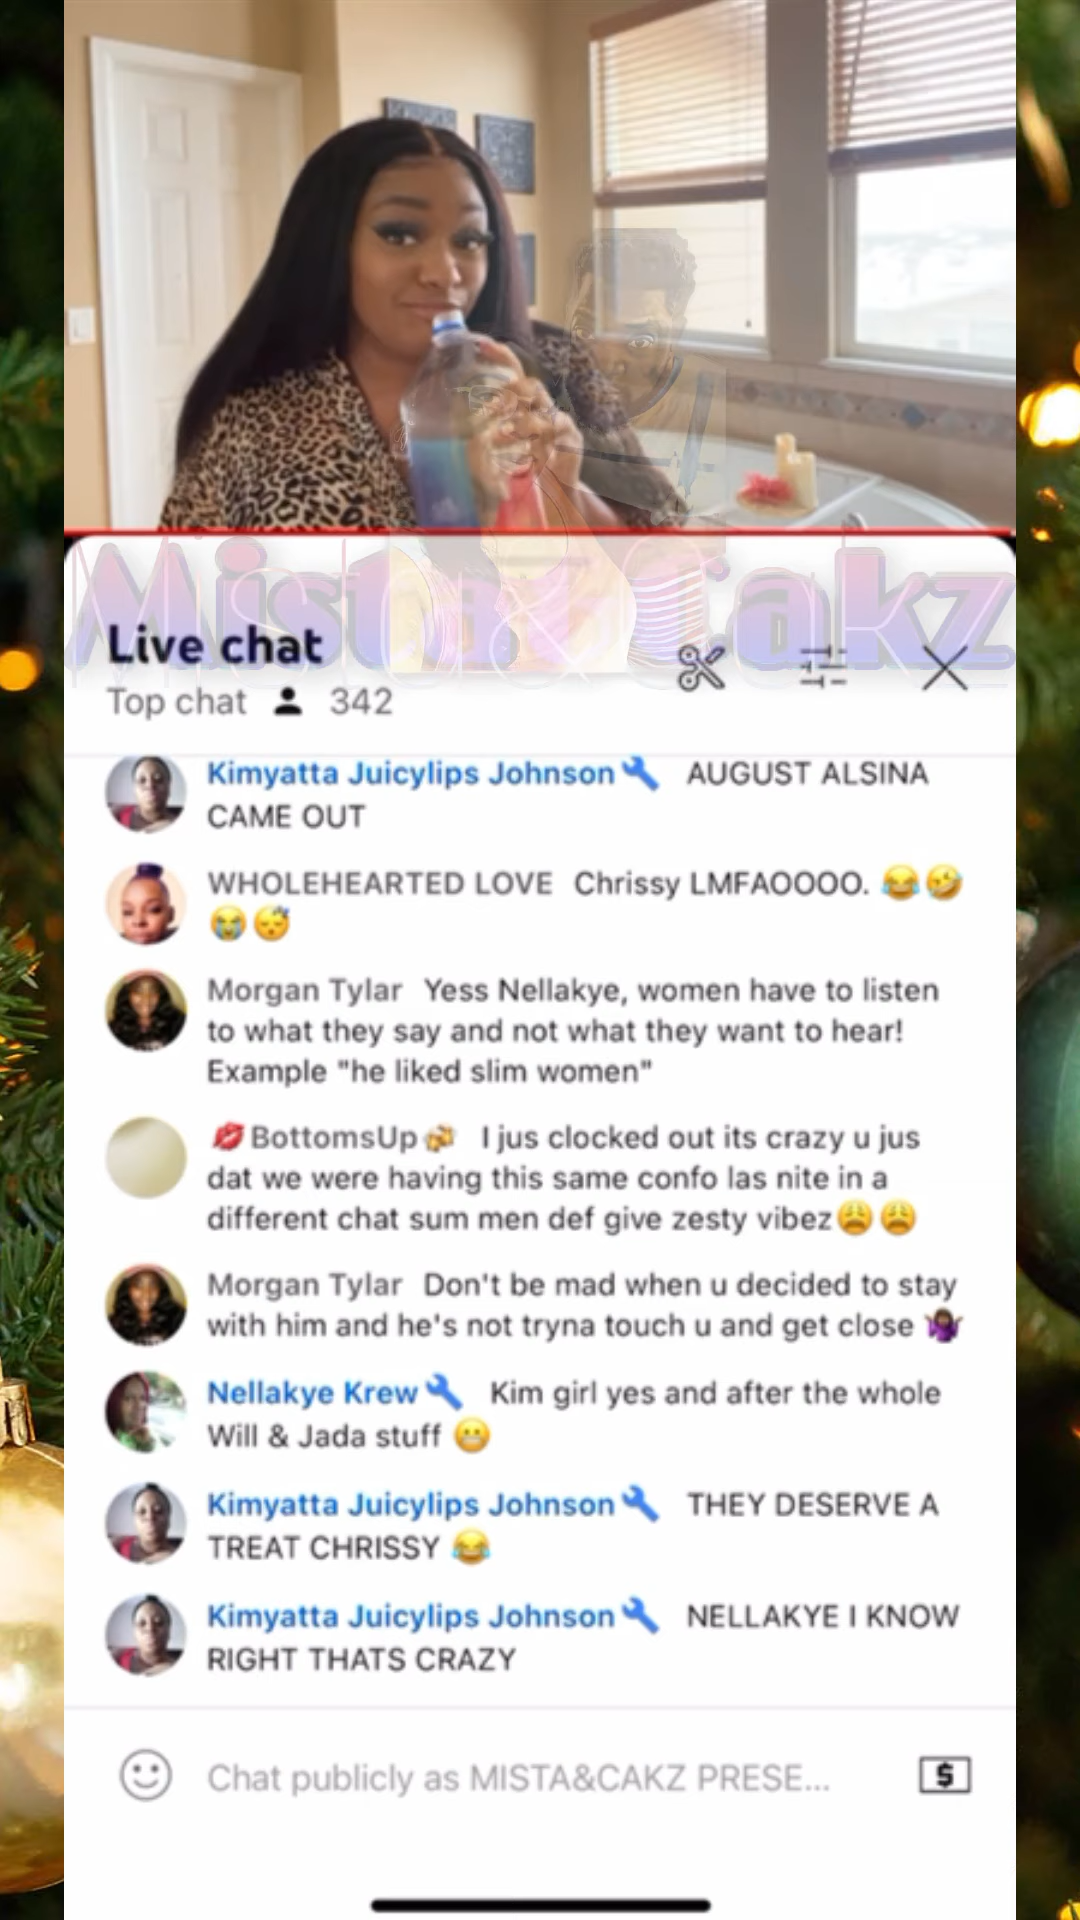 Mista & Cakz
Live chat
Top chat 342
Kimyatta Juicylips Johnson🔧 AUGUST ALSINA
CAME OUT
WHOLEHEARTED LOVE Chrissy LMFAOOOO. 😂🤣
😭😴
Morgan Tylar Yess Nellakye, women have to listen
to what they say and not what they want to hear!
Example "he liked slim women"
💋BottomsUp🍻 I jus clocked out its crazy u jus
dat we were having this same confo las nite in a
different chat sum men def give zesty vibez😩😩
Morgan Tylar Don't be mad when u decided to stay
with him and he's not tryna touch u and get close 🤷🏾‍♀️
Nellakye Krew🔧 Kim girl yes and after the whole
Will & Jada stuff 😬
Kimyatta Juicylips Johnson🔧 THEY DESERVE A
TREAT CHRISSY 😂
Kimyatta Juicylips Johnson🔧 NELLAKYE I KNOW
RIGHT THATS CRAZY
Chat publicly as MISTA&CAKZ PRESE...
$